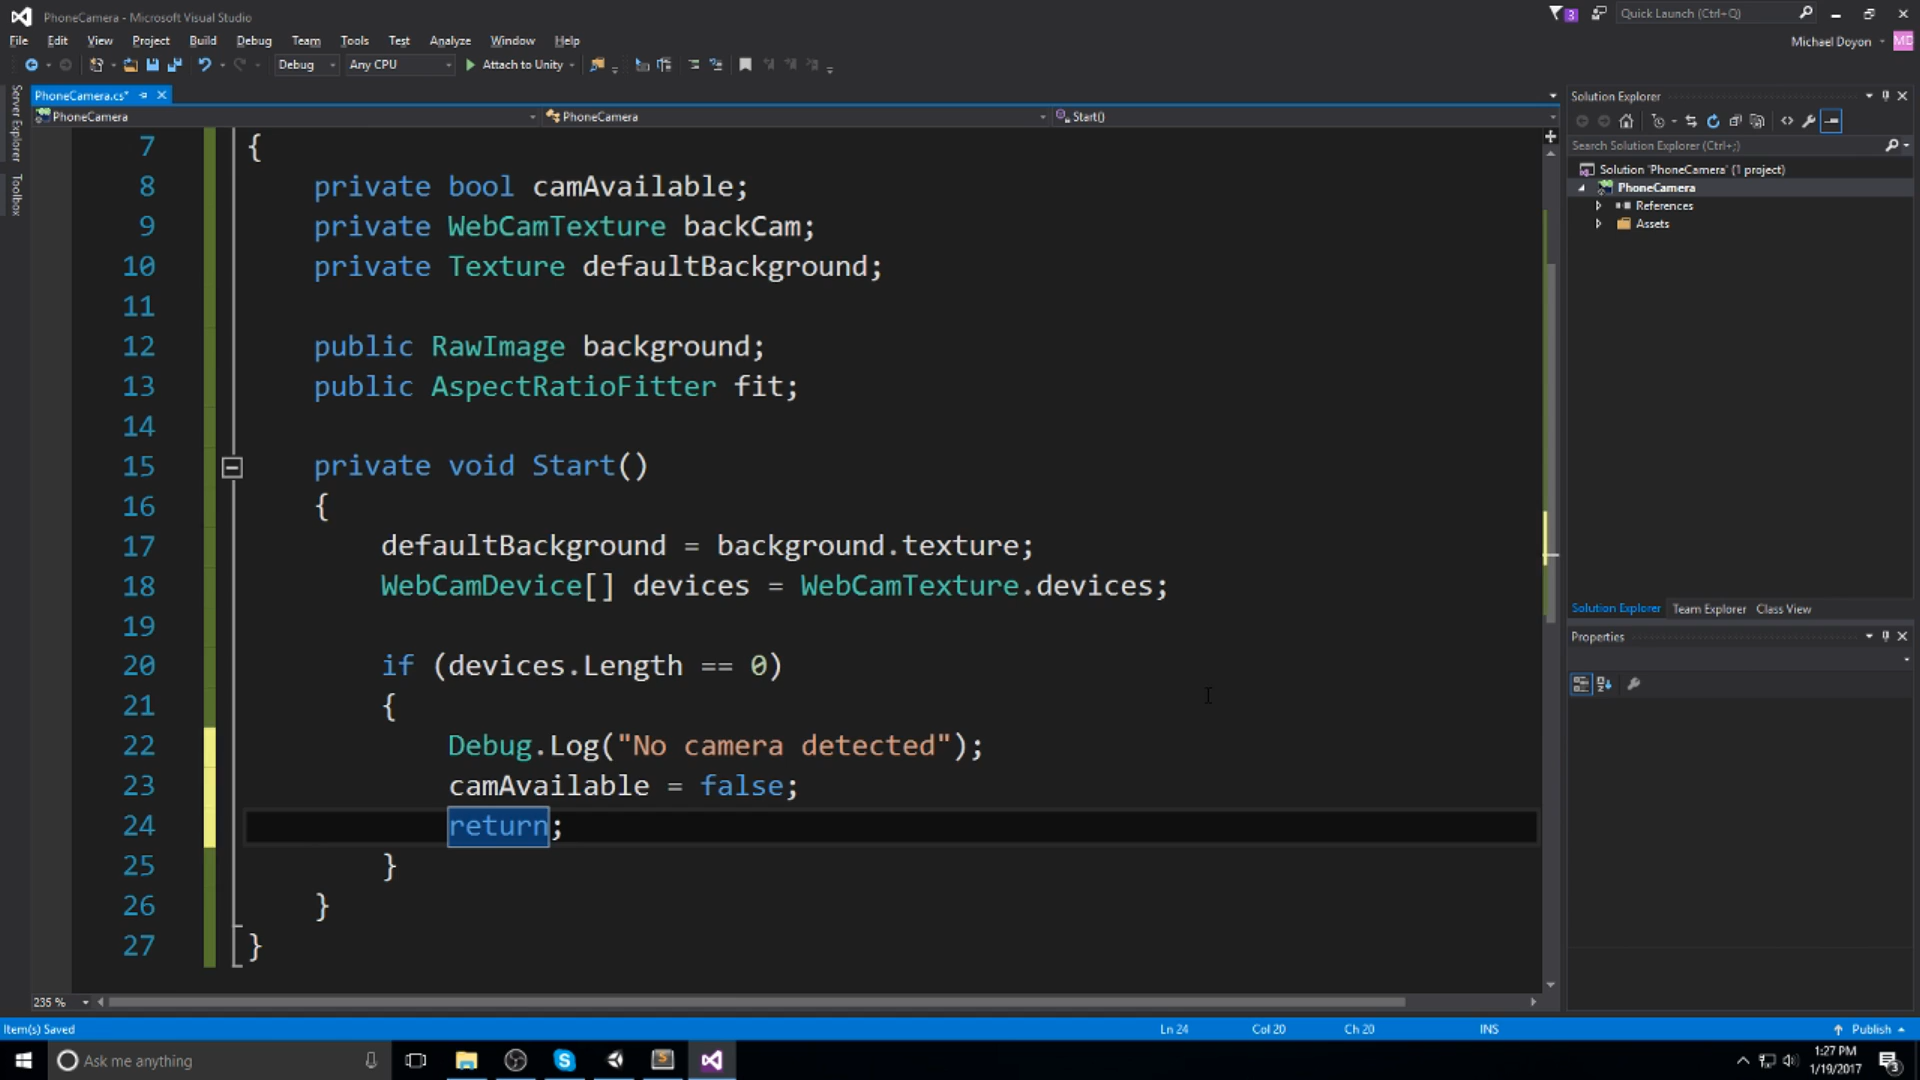 PhoneCamera - Microsoft Visual Studio
3
Quick Launch (Ctrl+Q)
File Edit View Project Build Debug Team Tools Test Analyze Window Help
Michael Doyon
MD
Debug
Any CPU
Attach to Unity
Server Explorer
Toolbox
PhoneCamera.cs*
PhoneCamera
PhoneCamera
Start()
7 {
8 private bool camAvailable;
9 private WebCamTexture backCam;
10 private Texture defaultBackground;
11
12 public RawImage background;
13 public AspectRatioFitter fit;
14
15 private void Start()
16 {
17 defaultBackground = background.texture;
18 WebCamDevice[] devices = WebCamTexture.devices;
19
20 if (devices.Length == 0)
21 {
22 Debug.Log("No camera detected");
23 camAvailable = false;
24 return;
25 }
26 }
27 }
235 %
Solution Explorer
Search Solution Explorer (Ctrl+;)
Solution 'PhoneCamera' (1 project)
PhoneCamera
References
Assets
Solution Explorer Team Explorer Class View
Properties
Item(s) Saved
Ln 24
Col 20
Ch 20
INS
Publish
Ask me anything
1:27 PM
1/19/2017
3